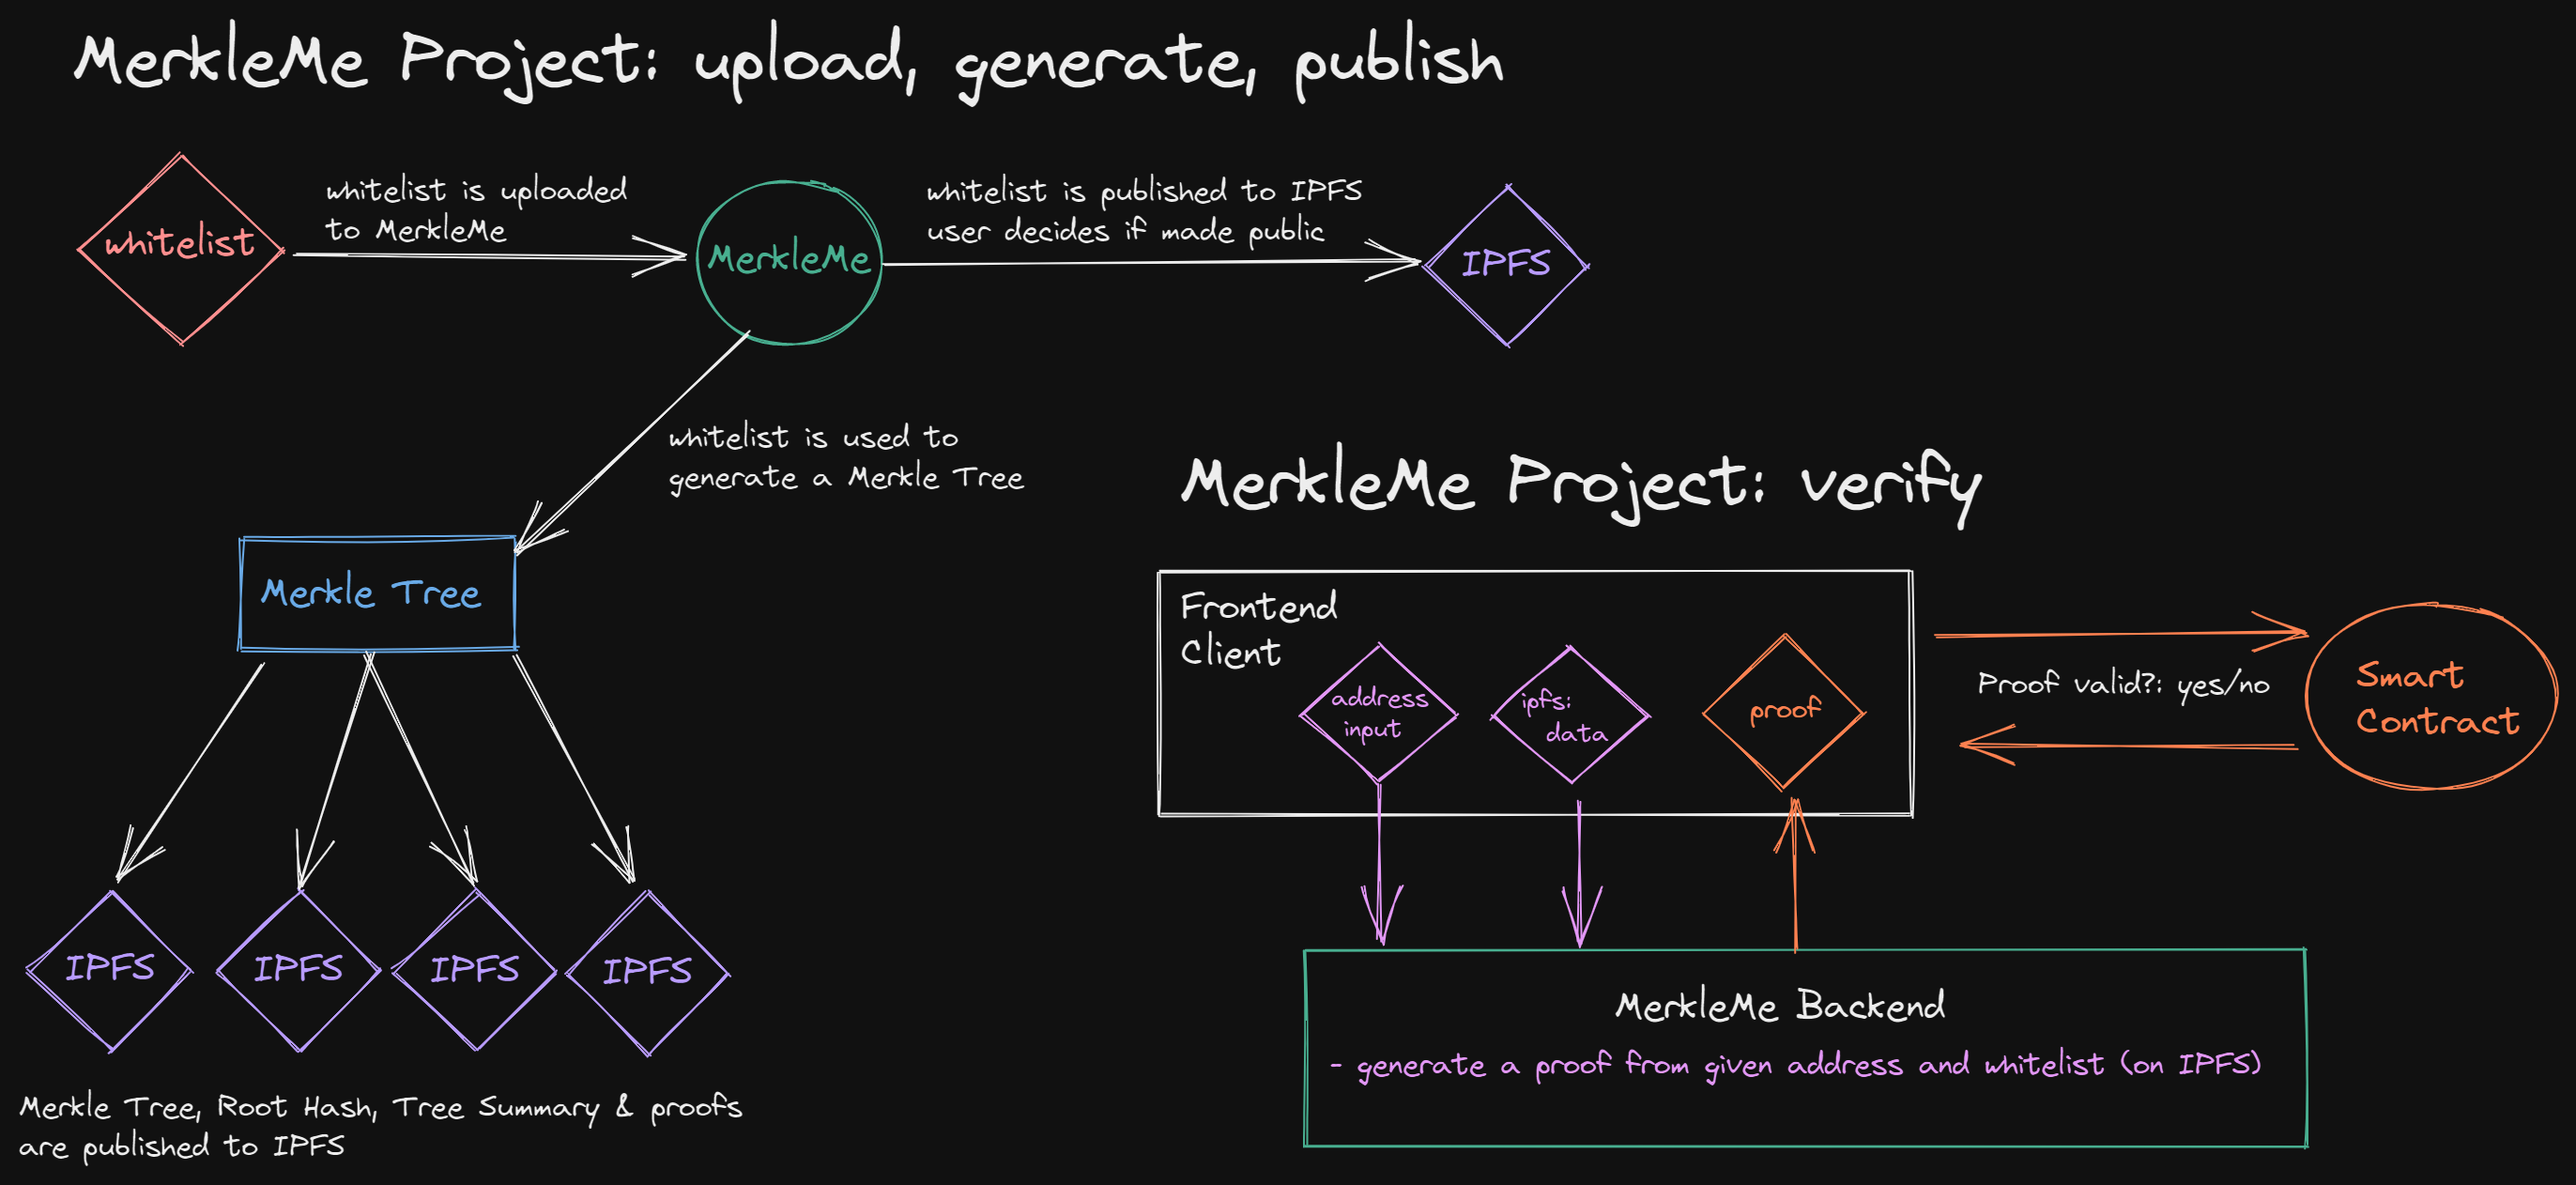 MerkleMe Project: upload, generate, publish
whitelist
whitelist is uploaded
to MerkleMe
MerkleMe
whitelist is published to IPFS
user decides if made public
IPFS
whitelist is used to
generate a Merkle Tree
Merkle Tree
IPFS
IPFS
IPFS
IPFS
Merkle Tree, Root Hash, Tree Summary & proofs
are published to IPFS
MerkleMe Project: verify
Frontend
Client
address
input
ipfs:
data
proof
Proof valid?: yes/no
Smart
Contract
MerkleMe Backend
- generate a proof from given address and whitelist (on IPFS)